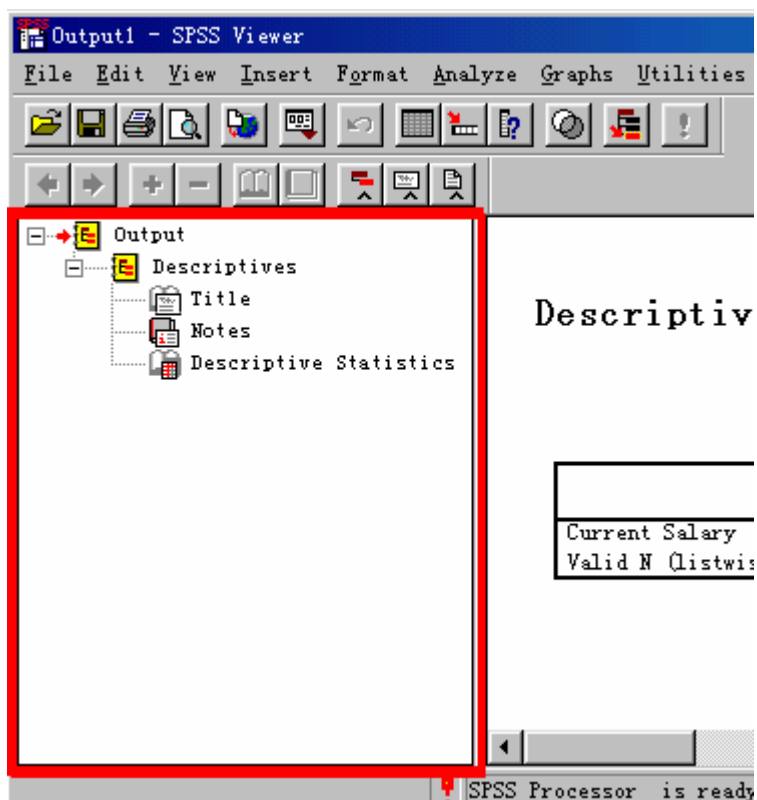 SPSS
Output1 - SPSS Viewer
File Edit View Insert Format Analyze Graphs Utilities
Output
Descriptives
Title
Notes
Descriptive Statistics
Descriptiv
Current Salary
Valid N (listwis
SPSS Processor is ready